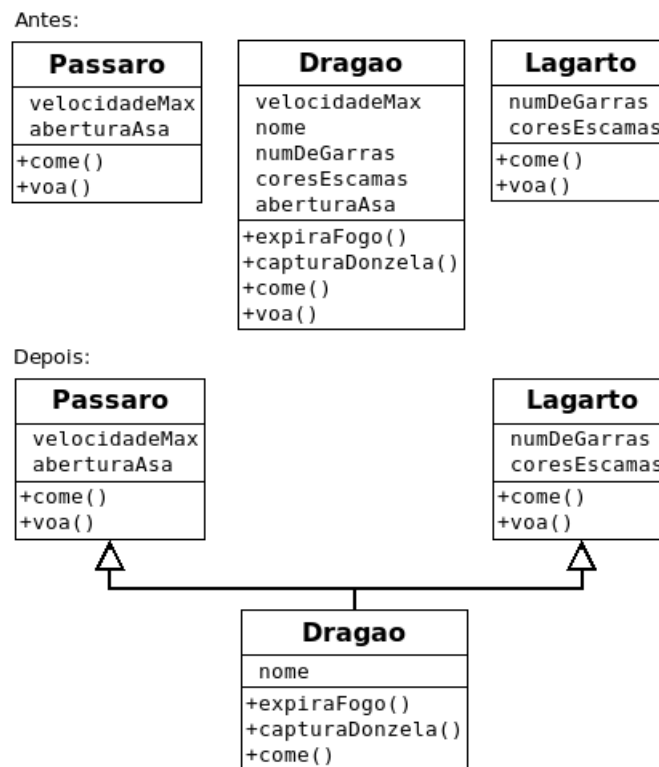 Antes:
Passaro
velocidadeMax
aberturaAsa
+come()
+voa()
Dragao
velocidadeMax
nome
numDeGarras
coresEscamas
aberturaAsa
+expiraFogo()
+capturaDonzela()
+come()
+voa()
Lagarto
numDeGarras
coresEscamas
+come()
+voa()
Depois:
Passaro
velocidadeMax
aberturaAsa
+come()
+voa()
Lagarto
numDeGarras
coresEscamas
+come()
+voa()
Dragao
nome
+expiraFogo()
+capturaDonzela()
+come()